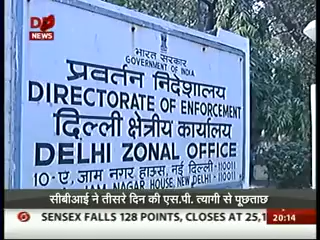 DD
NEWS
भारत सरकार
GOVERNMENT OF INDIA
प्रवर्तन निदेशालय
DIRECTORATE OF ENFORCEMENT
दिल्ली क्षेत्रीय कार्यालय
DELHI ZONAL OFFICE
10-ए, जाम नगर हाउस, नई दिल्ली-110011
JAM NAGAR HOUSE, NEW DELHI-110011
सीबीआई ने तीसरे दिन की एस.पी. त्यागी से पूछताछ
SENSEX FALLS 128 POINTS, CLOSES AT 25,1
20:14